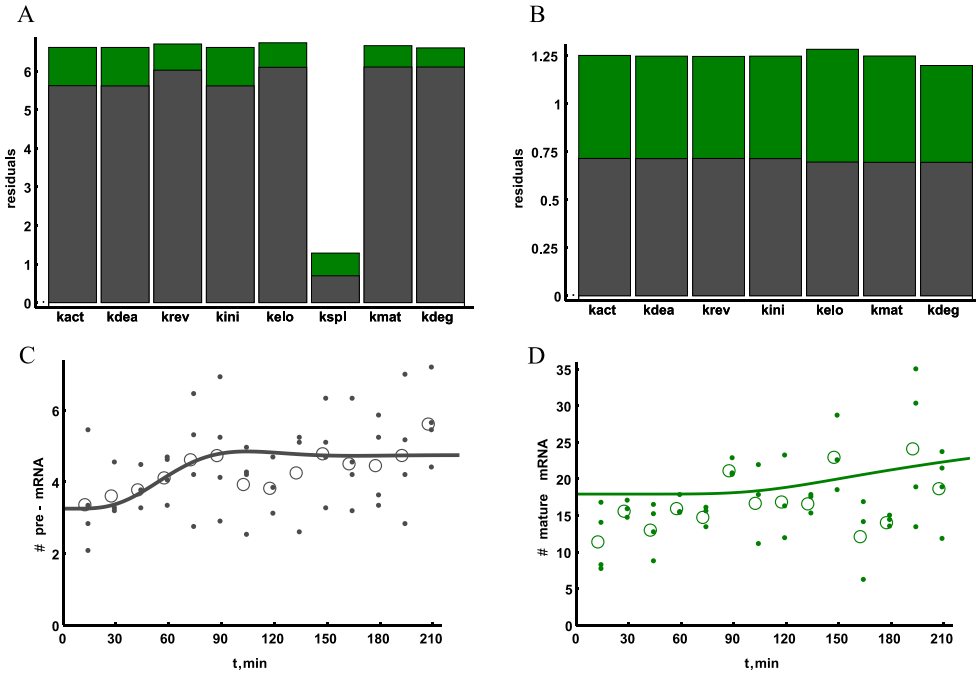 A
residuals
6
5
4
3
2
1
0
kact kdea krev kini kelo kspl kmat kdeg
B
residuals
1.25
1
0.75
0.5
0.25
0
kact kdea krev kini kelo kmat kdeg
C
# pre - mRNA
6
4
2
0
0 30 60 90 120 150 180 210
t,min
D
# mature mRNA
35
30
25
20
15
10
5
0
0 30 60 90 120 150 180 210
t,min